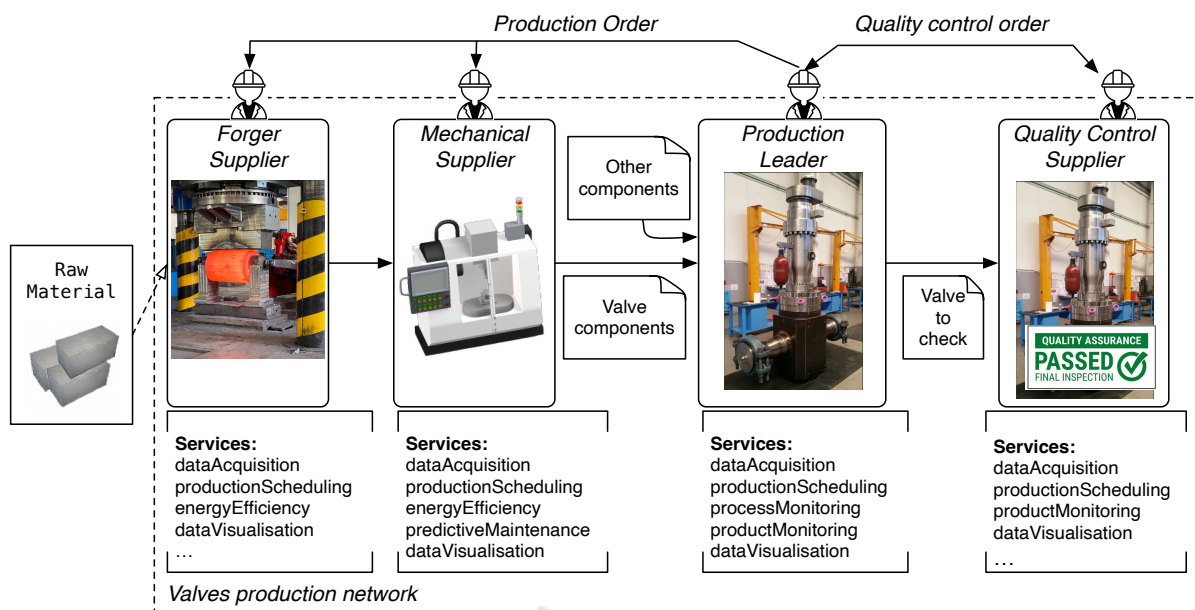 Production Order
Quality control order
Forger
Supplier
Mechanical
Supplier
Production
Leader
Quality Control
Supplier
Raw
Material
Other
components
Valve
components
Valve
to
check
QUALITY ASSURANCE
PASSED
FINAL INSPECTION
Services:
dataAcquisition
productionScheduling
energyEfficiency
dataVisualisation
…
Services:
dataAcquisition
productionScheduling
energyEfficiency
predictiveMaintenance
dataVisualisation
Services:
dataAcquisition
productionScheduling
processMonitoring
productMonitoring
dataVisualisation
Services:
dataAcquisition
productionScheduling
productMonitoring
dataVisualisation
…
Valves production network